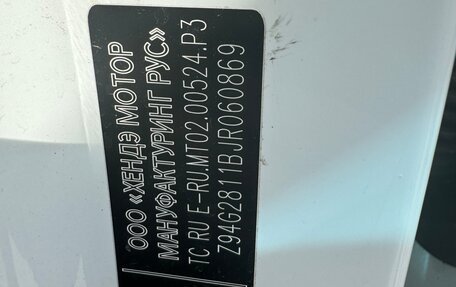 ООО «ХЕНДЭ МОТОР
МАНУФАКТУРИНГ РУС»
TC RU E-RU.MT02.00524.P3
Z94G2811BJR060869